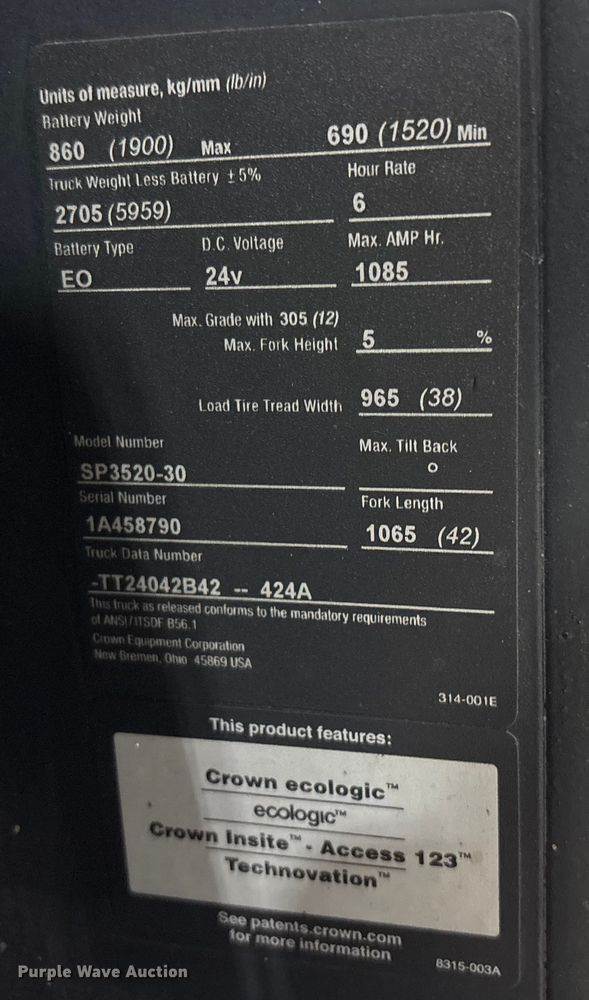 Units of measure, kg/mm (lb/in)
Battery Weight
860 (1900) Max 690 (1520) Min
Truck Weight Less Battery ±5% Hour Rate
2705 (5959) 6
Battery Type D.C. Voltage Max. AMP Hr.
EO 24v 1085
Max. Grade with 305 (12)
Max. Fork Height 5 %
Load Tire Tread Width 965 (38)
Model Number Max. Tilt Back
SP3520-30 °
Serial Number Fork Length
1A458790 1065 (42)
Truck Data Number
-TT24042B42 -- 424A
This truck as released conforms to the mandatory requirements
of ANSI/ITSDF B56.1
Crown Equipment Corporation
New Bremen, Ohio 45869 USA
314-001E
This product features:
Crown ecologic™
ecologic™
Crown Insite™ - Access 123™
Technovation™
See patents.crown.com
for more information
8315-003A
Purple Wave Auction